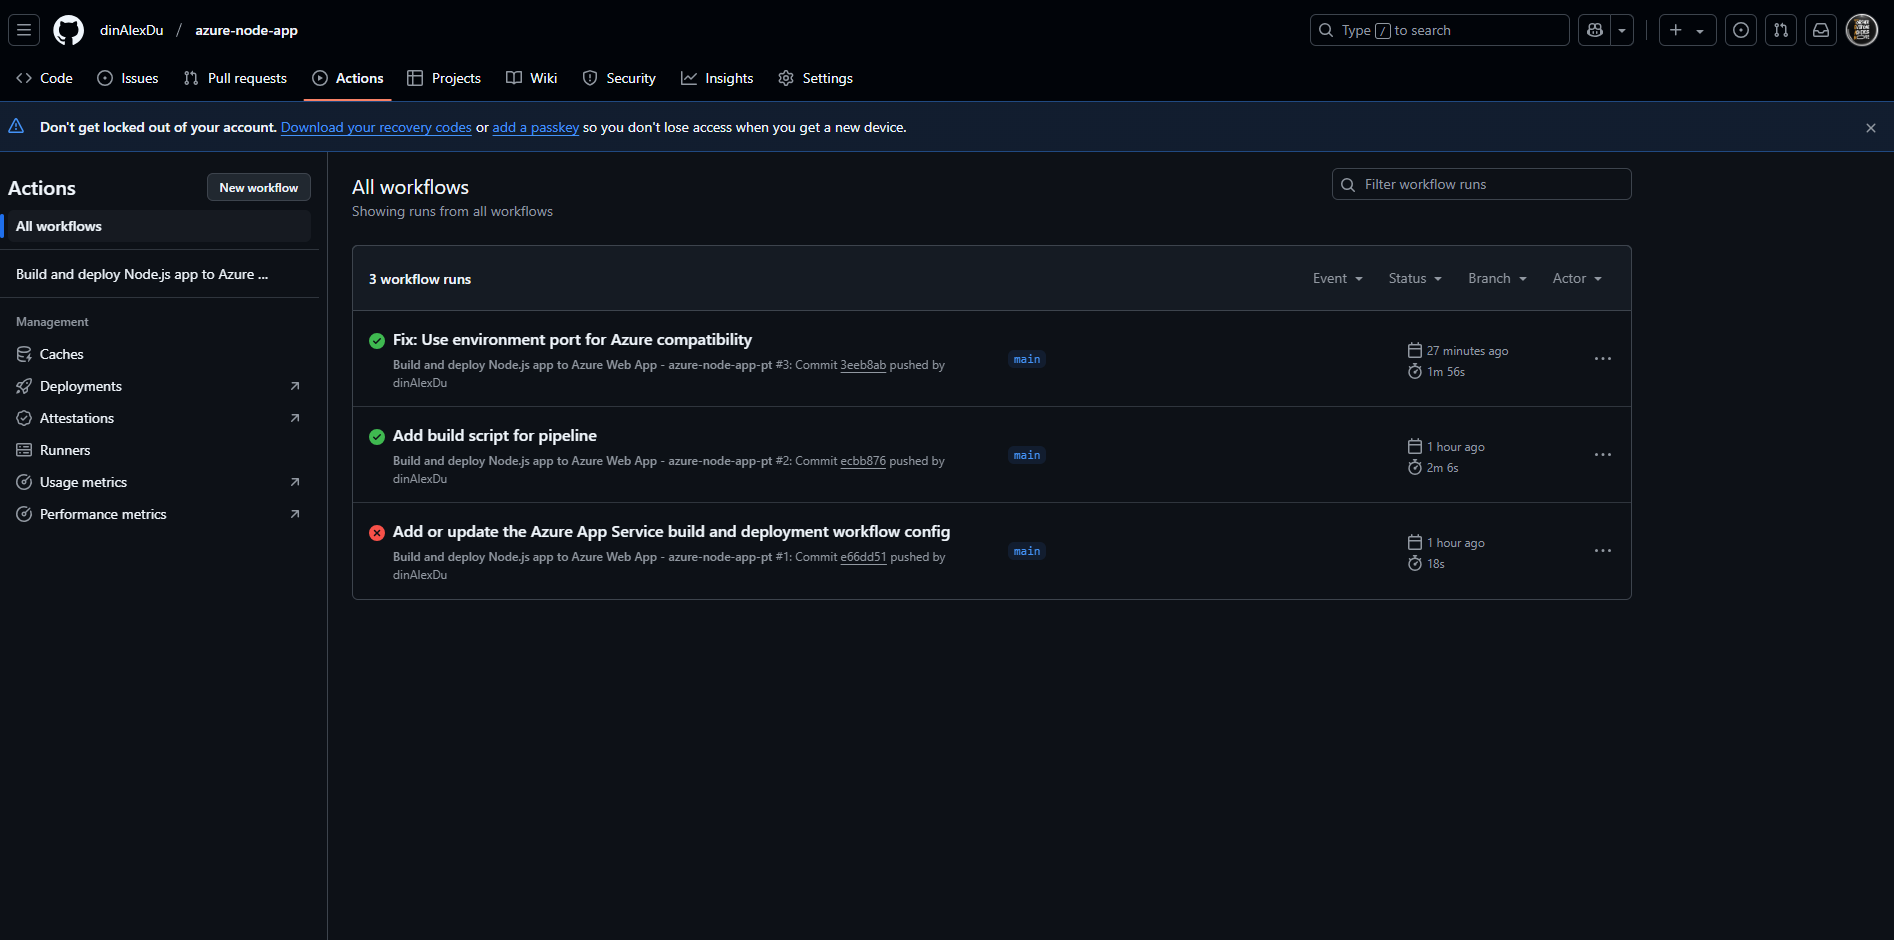 dinAlexDu / azure-node-app
Type / to search
Code
Issues
Pull requests
Actions
Projects
Wiki
Security
Insights
Settings
Don't get locked out of your account. Download your recovery codes or add a passkey so you don't lose access when you get a new device.
Actions
New workflow
All workflows
Build and deploy Node.js app to Azure ...
Management
Caches
Deployments
Attestations
Runners
Usage metrics
Performance metrics
All workflows
Showing runs from all workflows
Filter workflow runs
3 workflow runs
Event
Status
Branch
Actor
Fix: Use environment port for Azure compatibility
Build and deploy Node.js app to Azure Web App - azure-node-app-pt #3: Commit 3eeb8ab pushed by
dinAlexDu
main
27 minutes ago
1m 56s
Add build script for pipeline
Build and deploy Node.js app to Azure Web App - azure-node-app-pt #2: Commit ecbb876 pushed by
dinAlexDu
main
1 hour ago
2m 6s
Add or update the Azure App Service build and deployment workflow config
Build and deploy Node.js app to Azure Web App - azure-node-app-pt #1: Commit e66dd51 pushed by
dinAlexDu
main
1 hour ago
18s